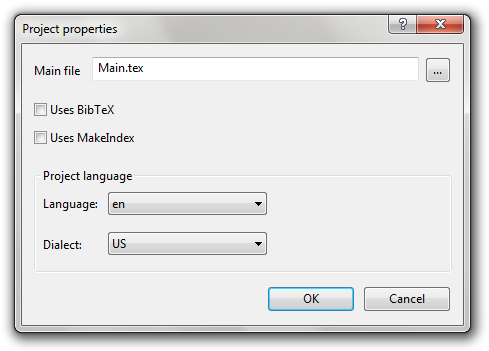 Project properties
?
Main file Main.tex ...
Uses BibTeX
Uses MakeIndex
Project language
Language: en
Dialect: US
OK Cancel